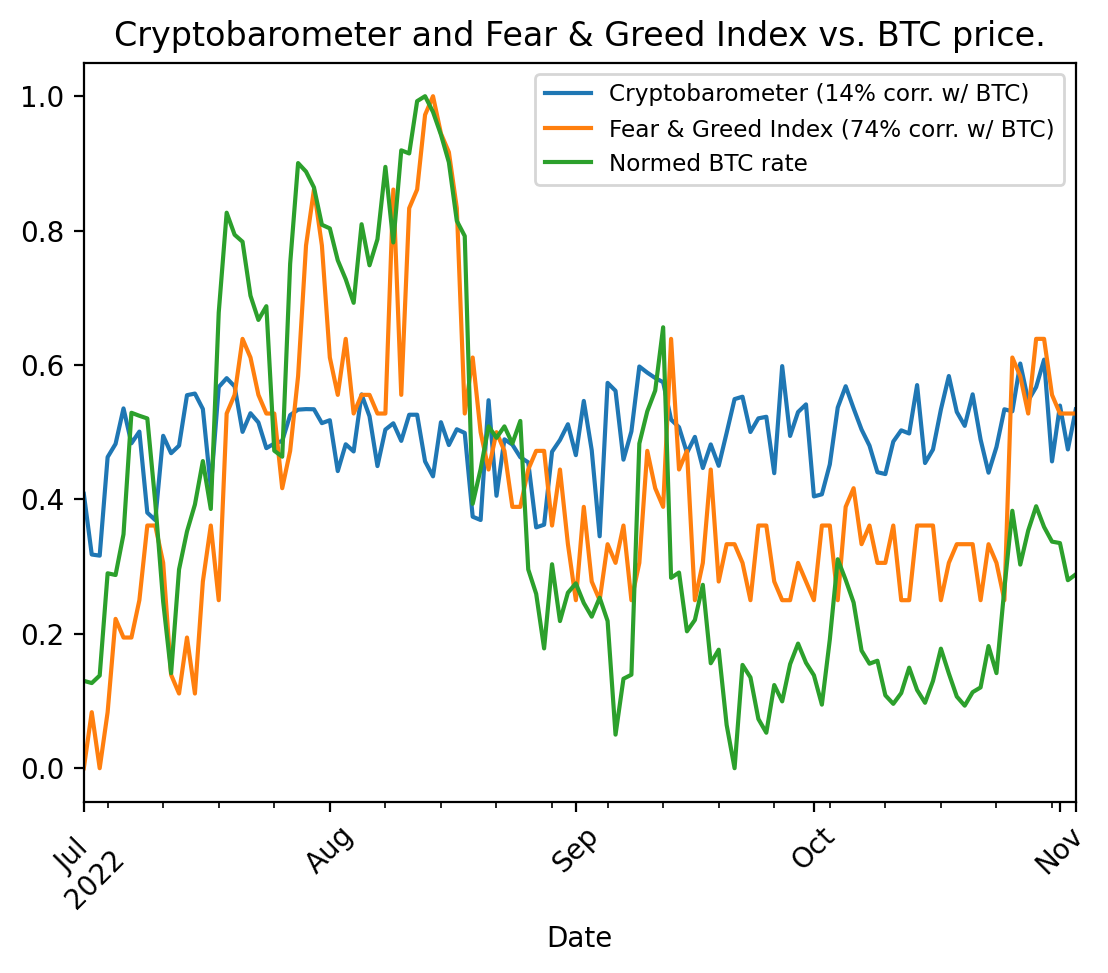 Cryptobarometer and Fear & Greed Index vs. BTC price.
Cryptobarometer (14% corr. w/ BTC)
Fear & Greed Index (74% corr. w/ BTC)
Normed BTC rate
1.0
0.8
0.6
0.4
0.2
0.0
Jul
2022
Aug
Sep
Oct
Nov
Date